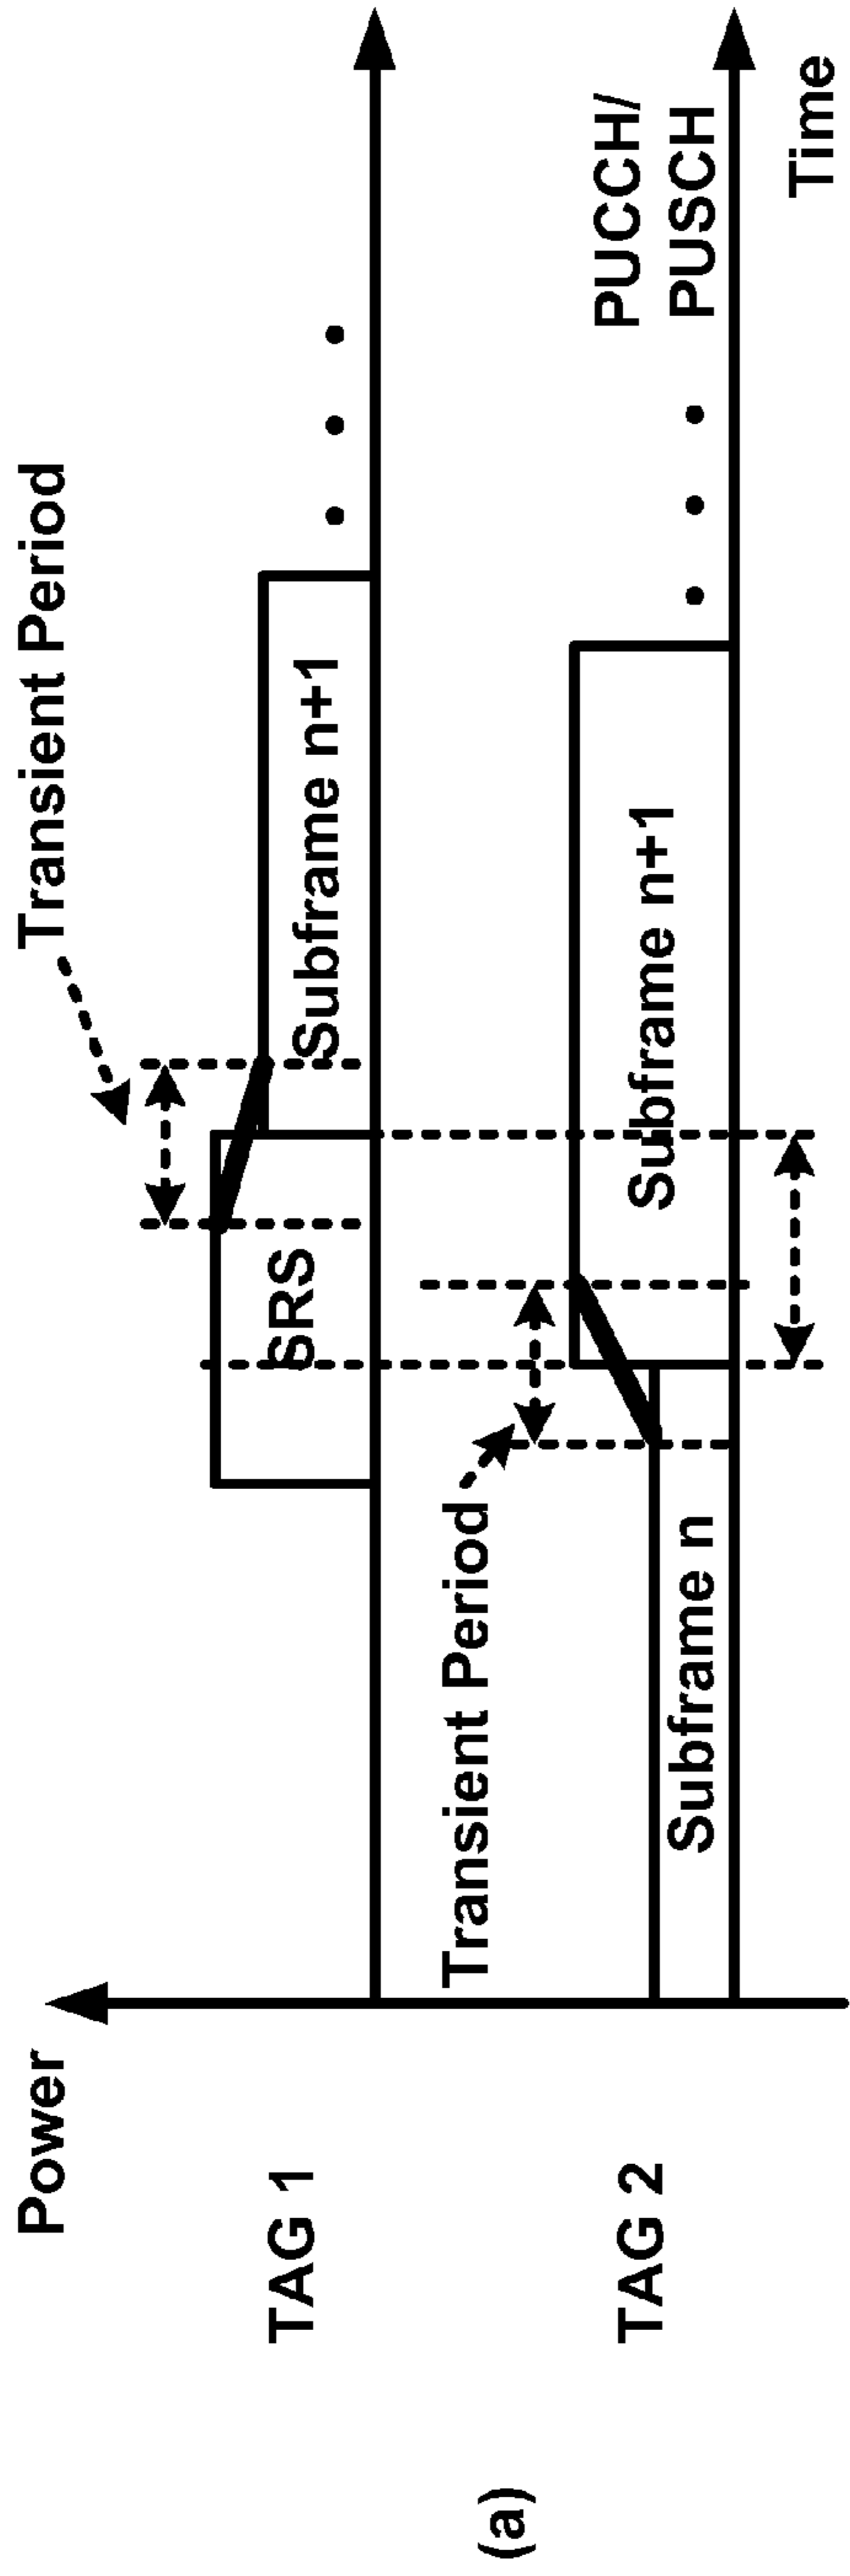 Power
Transient Period
TAG 1
SRS
Subframe n+1
Transient Period
TAG 2
Subframe n
Subframe n+1
PUCCH/
PUSCH
Time
(a)